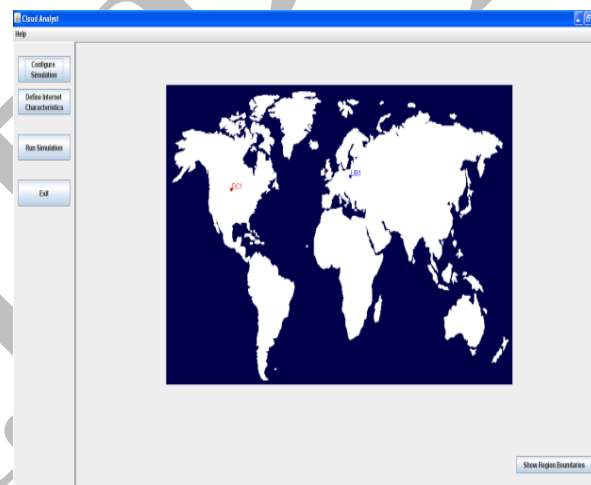 Cloud Analyst
Help
Configure
Simulation
Define Internet
Characteristics
Run Simulation
Exit
DC1
UB1
Show Region Boundaries